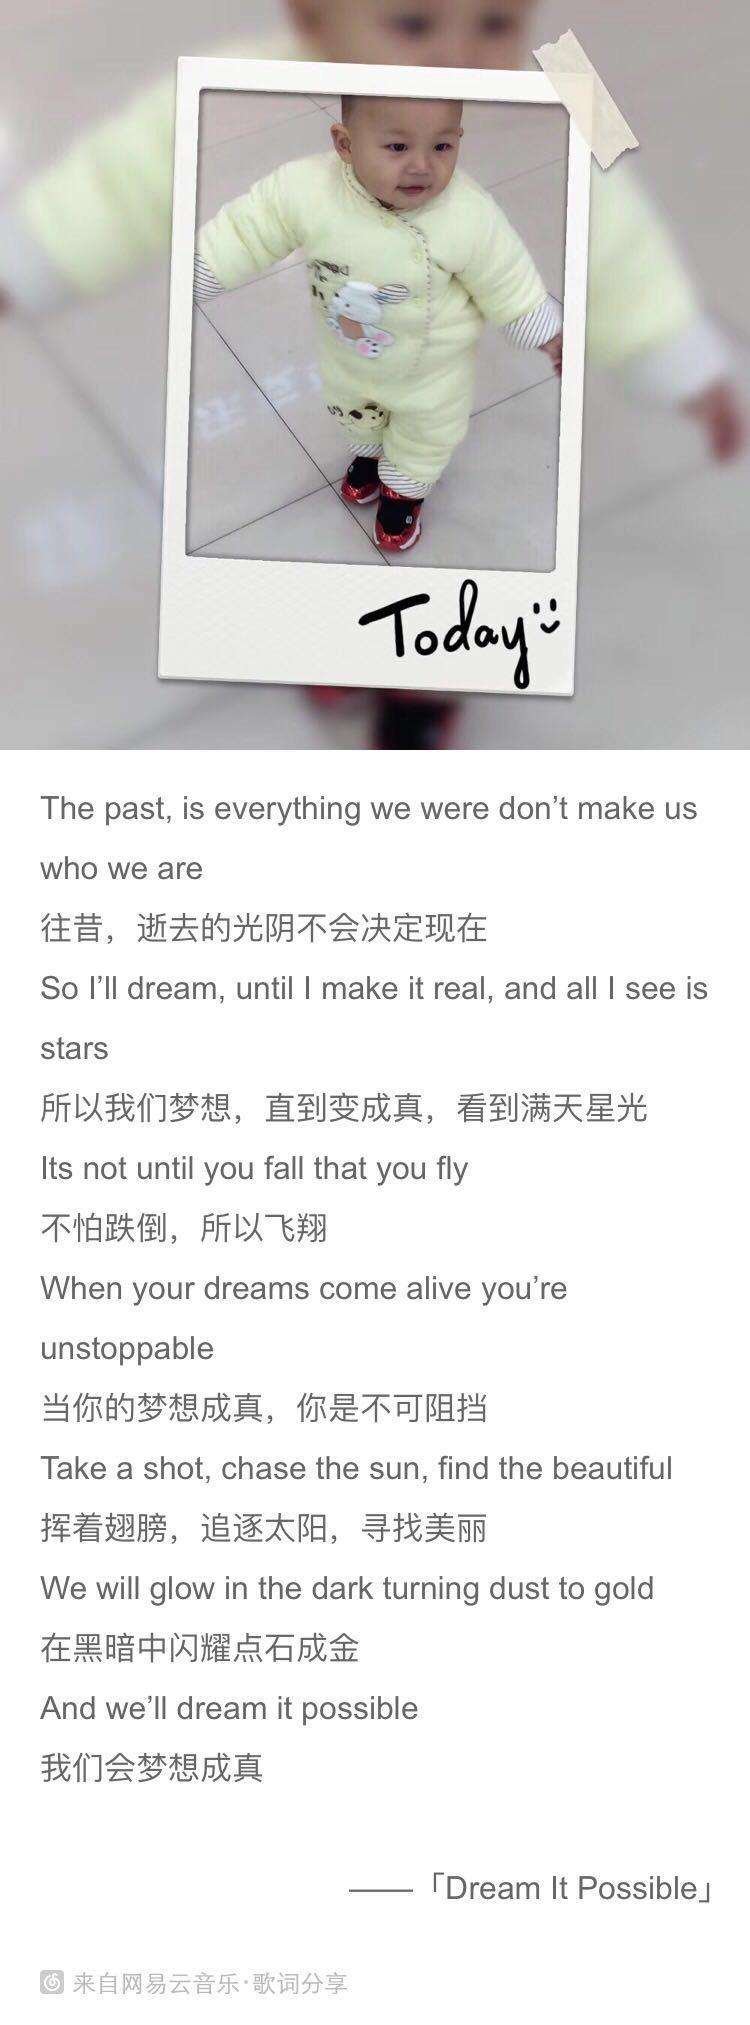 Today
The past, is everything we were don’t make us
who we are
往昔，逝去的光阴不会决定现在
So I’ll dream, until I make it real, and all I see is
stars
所以我们梦想，直到变成真，看到满天星光
Its not until you fall that you fly
不怕跌倒，所以飞翔
When your dreams come alive you’re
unstoppable
当你的梦想成真，你是不可阻挡
Take a shot, chase the sun, find the beautiful
挥着翅膀，追逐太阳，寻找美丽
We will glow in the dark turning dust to gold
在黑暗中闪耀点石成金
And we’ll dream it possible
我们会梦想成真
——「Dream It Possible」
来自网易云音乐·歌词分享